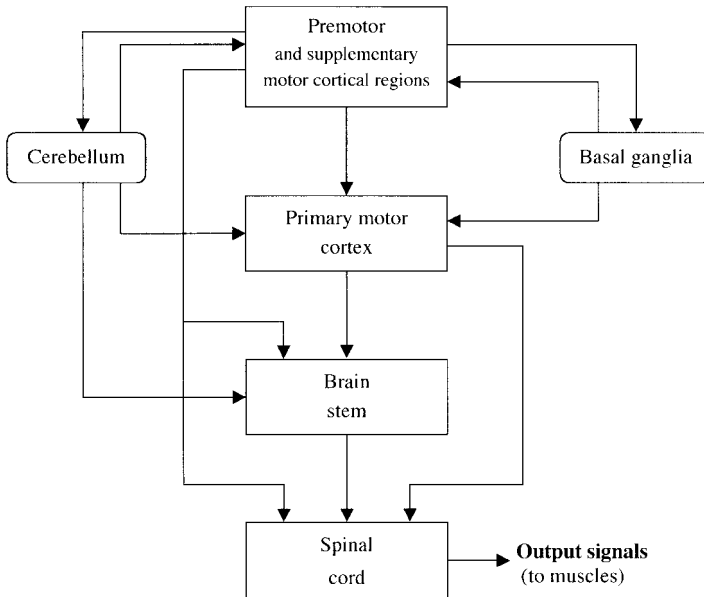 Premotor
and supplementary
motor cortical regions
Cerebellum
Basal ganglia
Primary motor
cortex
Brain
stem
Spinal
cord
Output signals
(to muscles)